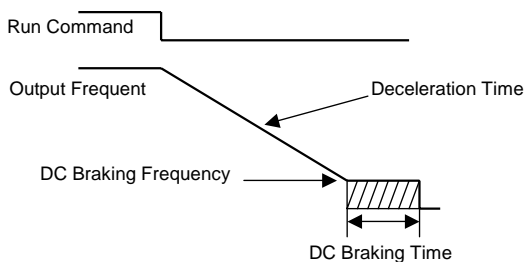 Run Command
Output Frequent
Deceleration Time
DC Braking Frequency
DC Braking Time